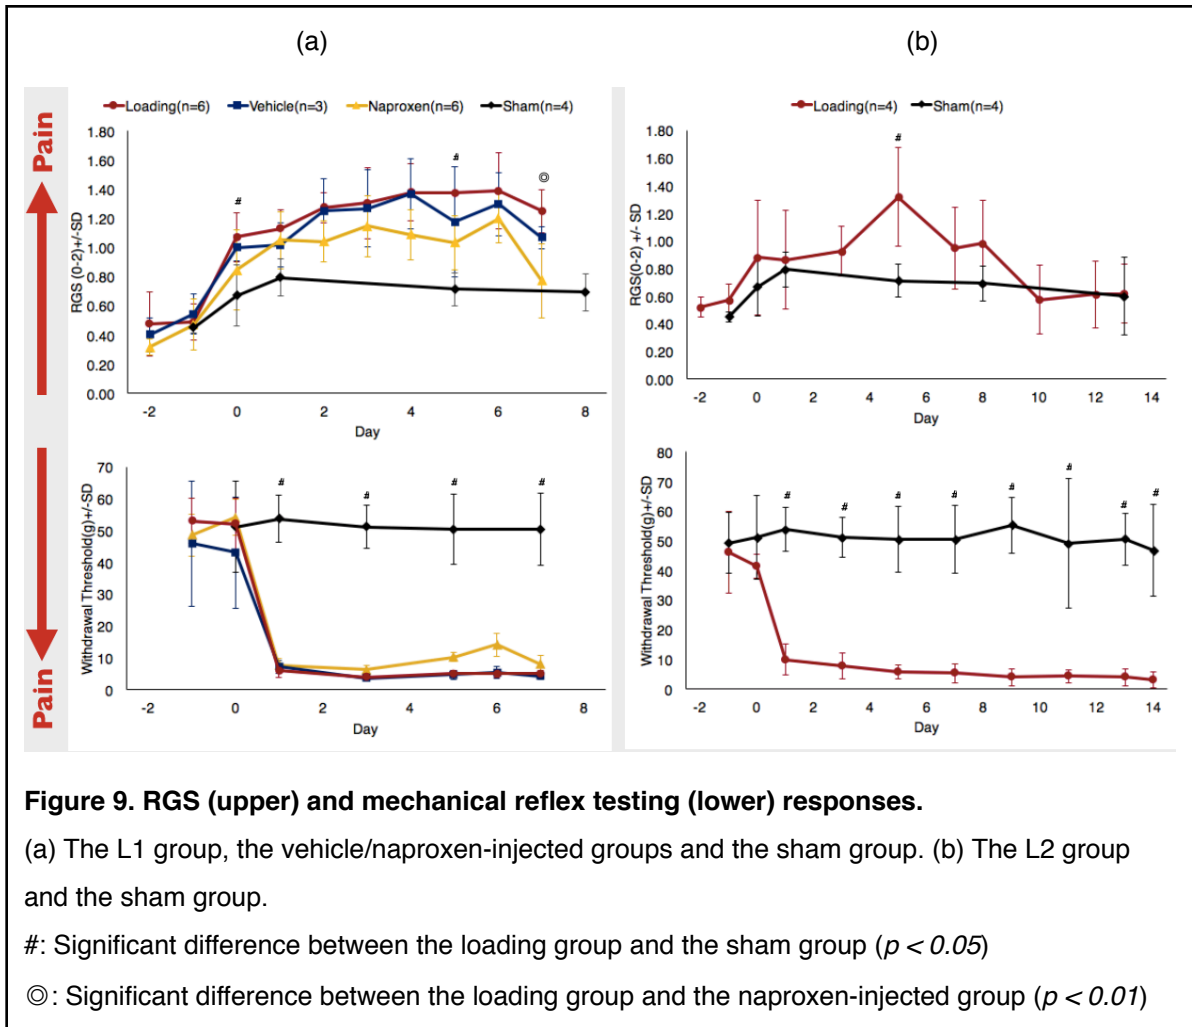 (a)
(b)
Loading(n=6) Vehicle(n=3) Naproxen(n=6) Sham(n=4)
Loading(n=4) Sham(n=4)
Pain
RGS (0-2)+/-SD
1.80
1.60
1.40
1.20
1.00
0.80
0.60
0.40
0.20
0.00
# # ◎
-2 0 2 4 6 8
Day
RGS(0-2) +/-SD
1.80
1.60
1.40
1.20
1.00
0.80
0.60
0.40
0.20
0.00
#
-2 0 2 4 6 8 10 12 14
Day
Pain
Withdrawal Threshold(g)+/-SD
70
60
50
40
30
20
10
0
# # # #
-2 0 2 4 6 8
Day
Withdrawal Threshold(g)+/-SD
80
70
60
50
40
30
20
10
0
# # # # # # # #
-2 0 2 4 6 8 10 12 14
Day
Figure 9. RGS (upper) and mechanical reflex testing (lower) responses.
(a) The L1 group, the vehicle/naproxen-injected groups and the sham group. (b) The L2 group
and the sham group.
#: Significant difference between the loading group and the sham group (p < 0.05)
◎: Significant difference between the loading group and the naproxen-injected group (p < 0.01)